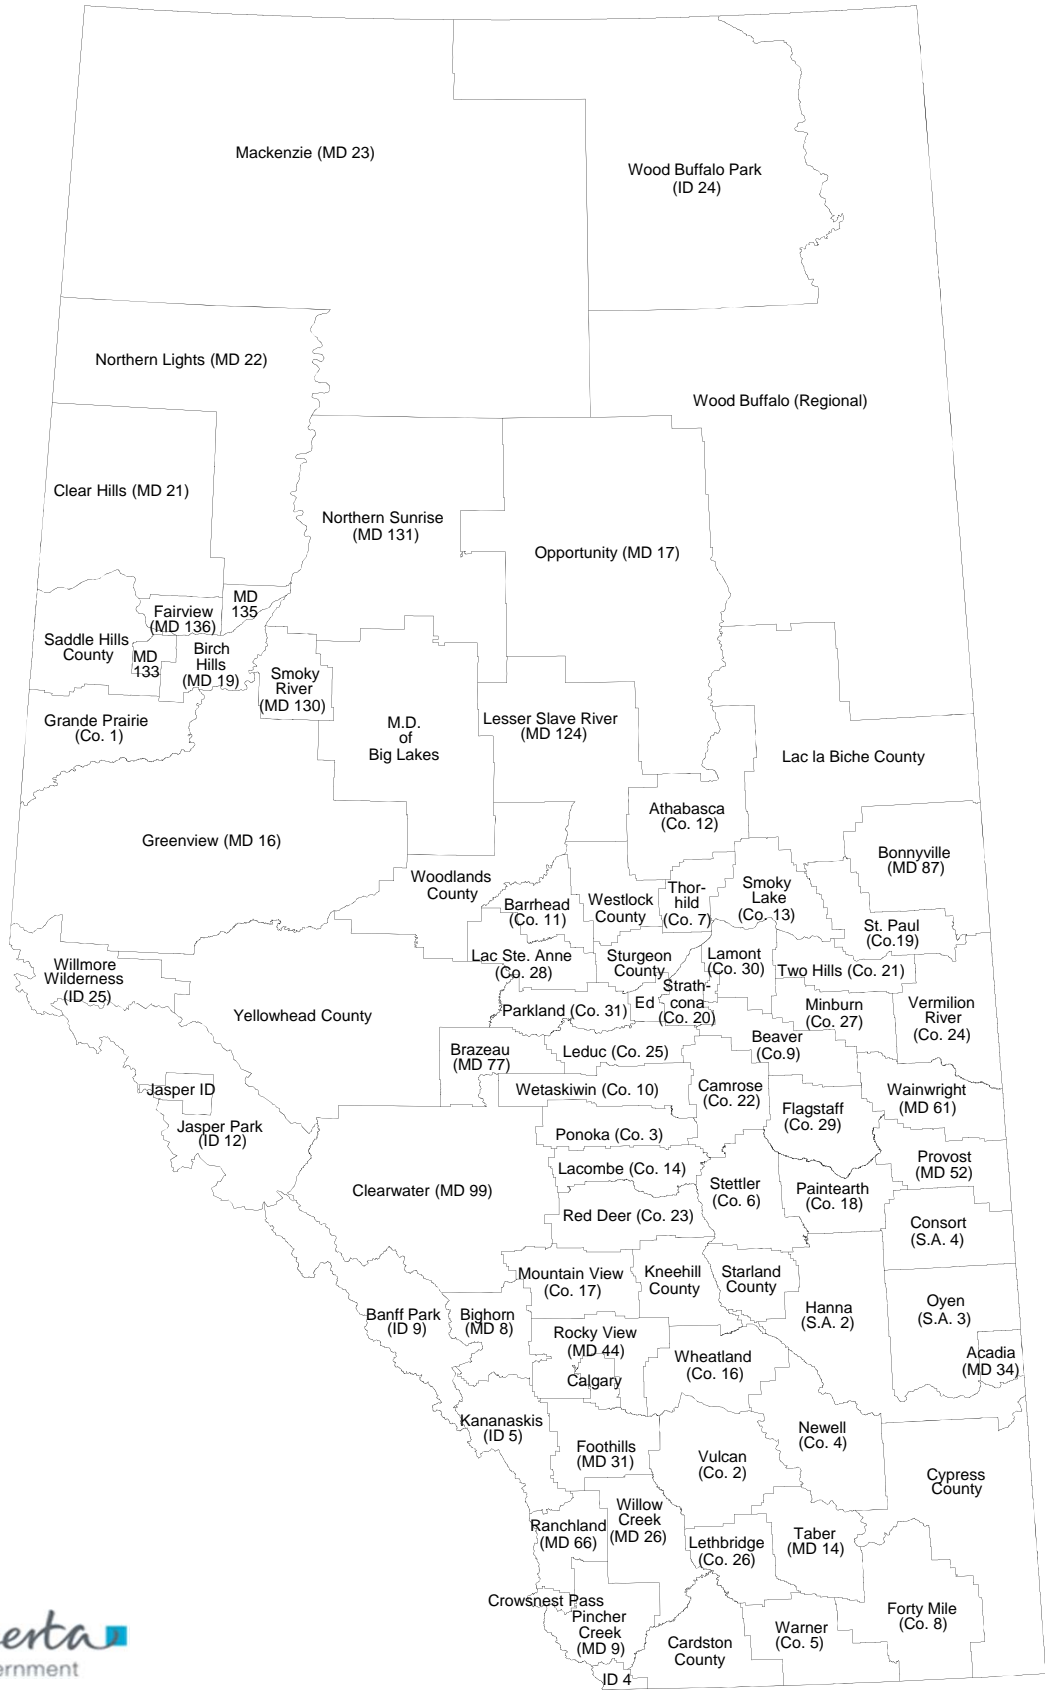 Mackenzie (MD 23)
Wood Buffalo Park
(ID 24)
Northern Lights (MD 22)
Wood Buffalo (Regional)
Clear Hills (MD 21)
Northern Sunrise
(MD 131)
Opportunity (MD 17)
MD
135
Fairview
(MD 136)
Saddle Hills
County
MD
133
Birch
Hills
(MD 19)
Smoky
River
(MD 130)
Grande Prairie
(Co. 1)
M.D.
of
Big Lakes
Lesser Slave River
(MD 124)
Lac la Biche County
Athabasca
(Co. 12)
Greenview (MD 16)
Bonnyville
(MD 87)
Woodlands
County
Barrhead
(Co. 11)
Westlock
County
Thor-
hild
(Co. 7)
Smoky
Lake
(Co. 13)
St. Paul
(Co.19)
Willmore
Wilderness
(ID 25)
Lac Ste. Anne
(Co. 28)
Sturgeon
County
Lamont
(Co. 30)
Two Hills (Co. 21)
Yellowhead County
Parkland (Co. 31)
Ed
Strath-
cona
(Co. 20)
Minburn
(Co. 27)
Vermilion
River
(Co. 24)
Brazeau
(MD 77)
Leduc (Co. 25)
Beaver
(Co.9)
Jasper ID
Wetaskiwin (Co. 10)
Camrose
(Co. 22)
Flagstaff
(Co. 29)
Wainwright
(MD 61)
Jasper Park
(ID 12)
Ponoka (Co. 3)
Lacombe (Co. 14)
Provost
(MD 52)
Clearwater (MD 99)
Stettler
(Co. 6)
Paintearth
(Co. 18)
Red Deer (Co. 23)
Consort
(S.A. 4)
Mountain View
(Co. 17)
Kneehill
County
Starland
County
Hanna
(S.A. 2)
Oyen
(S.A. 3)
Banff Park
(ID 9)
Bighorn
(MD 8)
Rocky View
(MD 44)
Acadia
(MD 34)
Calgary
Wheatland
(Co. 16)
Kananaskis
(ID 5)
Foothills
(MD 31)
Vulcan
(Co. 2)
Newell
(Co. 4)
Cypress
County
Ranchland
(MD 66)
Willow
Creek
(MD 26)
Lethbridge
(Co. 26)
Taber
(MD 14)
Crowsnest Pass
Pincher
Creek
(MD 9)
Cardston
County
Warner
(Co. 5)
Forty Mile
(Co. 8)
ID 4
erta
ernment